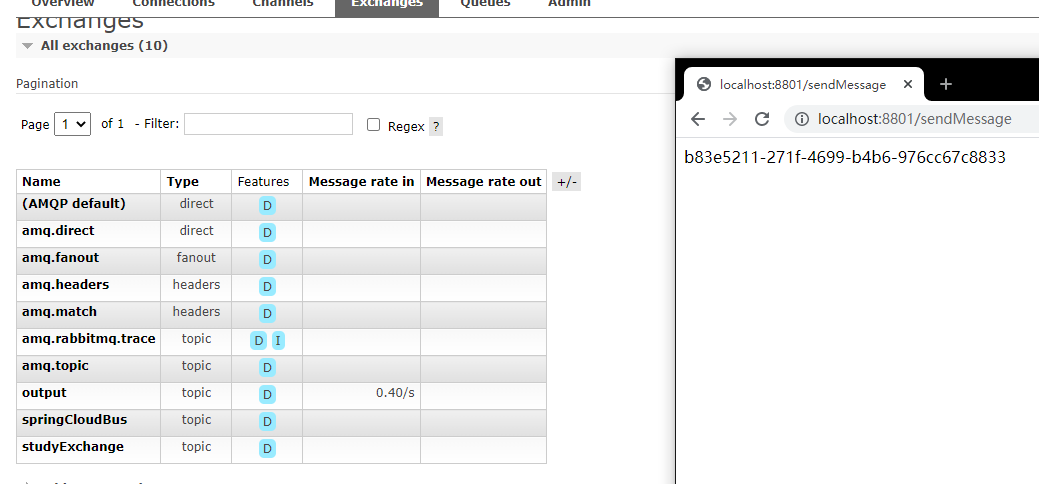 Overview Connections Channels Exchanges Queues Admin
Exchanges
All exchanges (10)
Pagination
Page 1 of 1 - Filter: Regex ?
Name Type Features Message rate in Message rate out +/-
(AMQP default) direct D
amq.direct direct D
amq.fanout fanout D
amq.headers headers D
amq.match headers D
amq.rabbitmq.trace topic D I
amq.topic topic D
output topic D 0.40/s
springCloudBus topic D
studyExchange topic D
localhost:8801/sendMessage
localhost:8801/sendMessage
b83e5211-271f-4699-b4b6-976cc67c8833